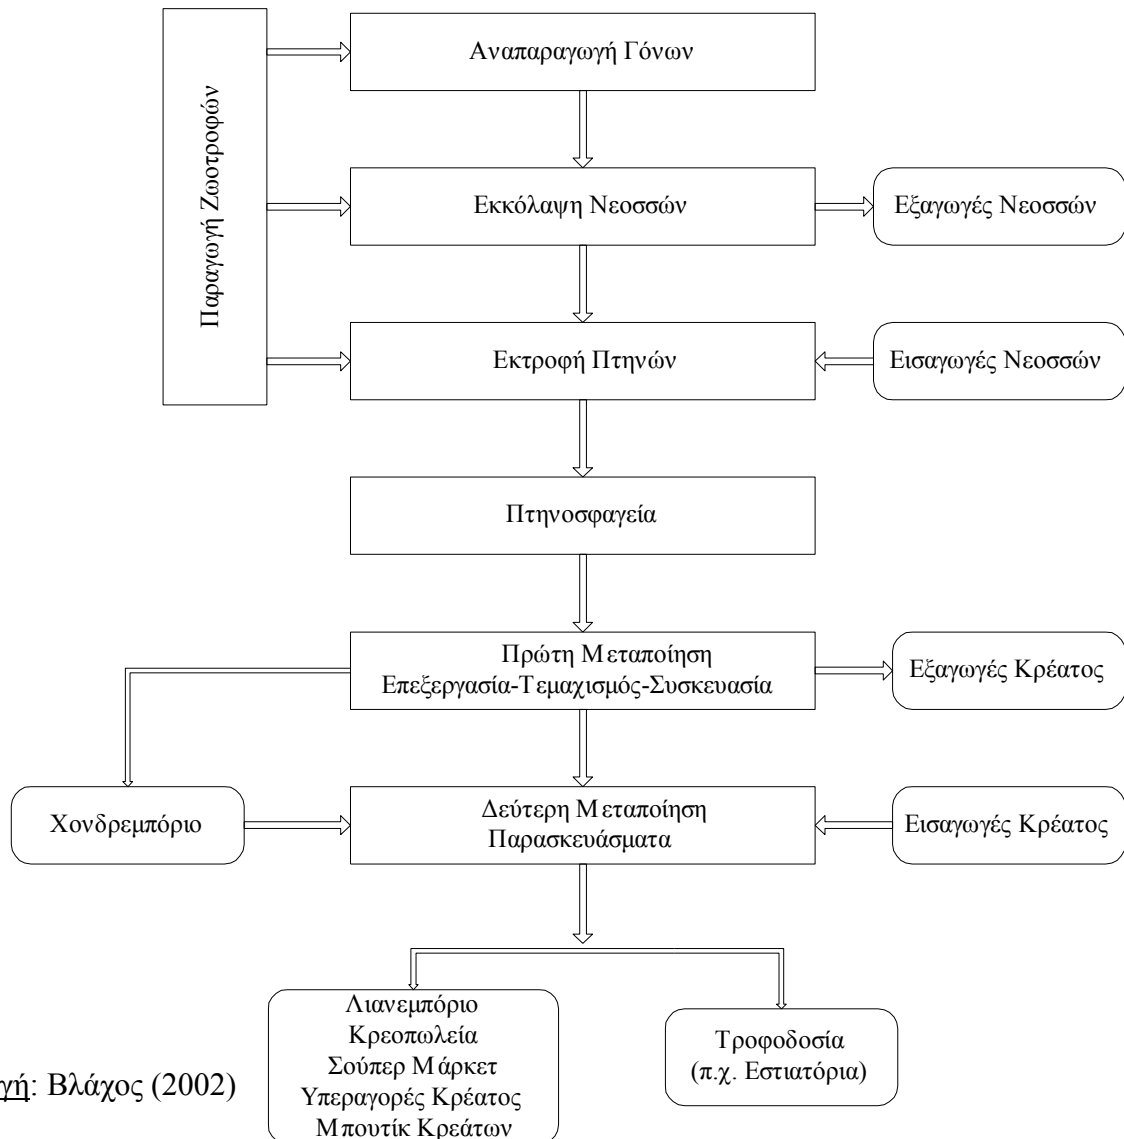 Παραγωγή Ζωοτροφών
Αναπαραγωγή Γόνων
Εκκόλαψη Νεοσσών
Εξαγωγές Νεοσσών
Εκτροφή Πτηνών
Εισαγωγές Νεοσσών
Πτηνοσφαγεία
Πρώτη Μεταποίηση
Επεξεργασία-Τεμαχισμός-Συσκευασία
Εξαγωγές Κρέατος
Χονδρεμπόριο
Δεύτερη Μεταποίηση
Παρασκευάσματα
Εισαγωγές Κρέατος
Λιανεμπόριο
Κρεοπωλεία
Σούπερ Μάρκετ
Υπεραγορές Κρέατος
Μπουτίκ Κρεάτων
Τροφοδοσία
(π.χ. Εστιατόρια)
γή: Βλάχος (2002)